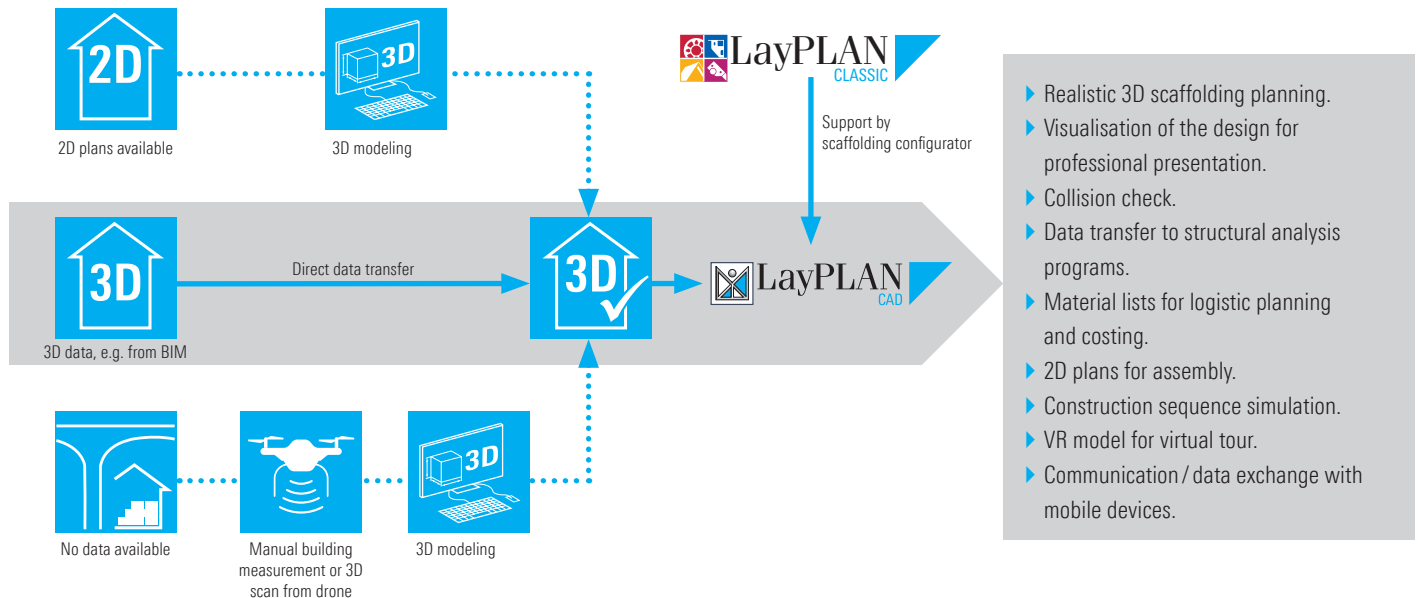 2D
3D
2D plans available
3D modeling
LayPLAN
CLASSIC
Support by
scaffolding configurator
3D
3D data, e.g. from BIM
Direct data transfer
3D
LayPLAN
CAD
No data available
Manual building
measurement or 3D
scan from drone
3D
3D modeling
Realistic 3D scaffolding planning.
Visualisation of the design for
professional presentation.
Collision check.
Data transfer to structural analysis
programs.
Material lists for logistic planning
and costing.
2D plans for assembly.
Construction sequence simulation.
VR model for virtual tour.
Communication / data exchange with
mobile devices.